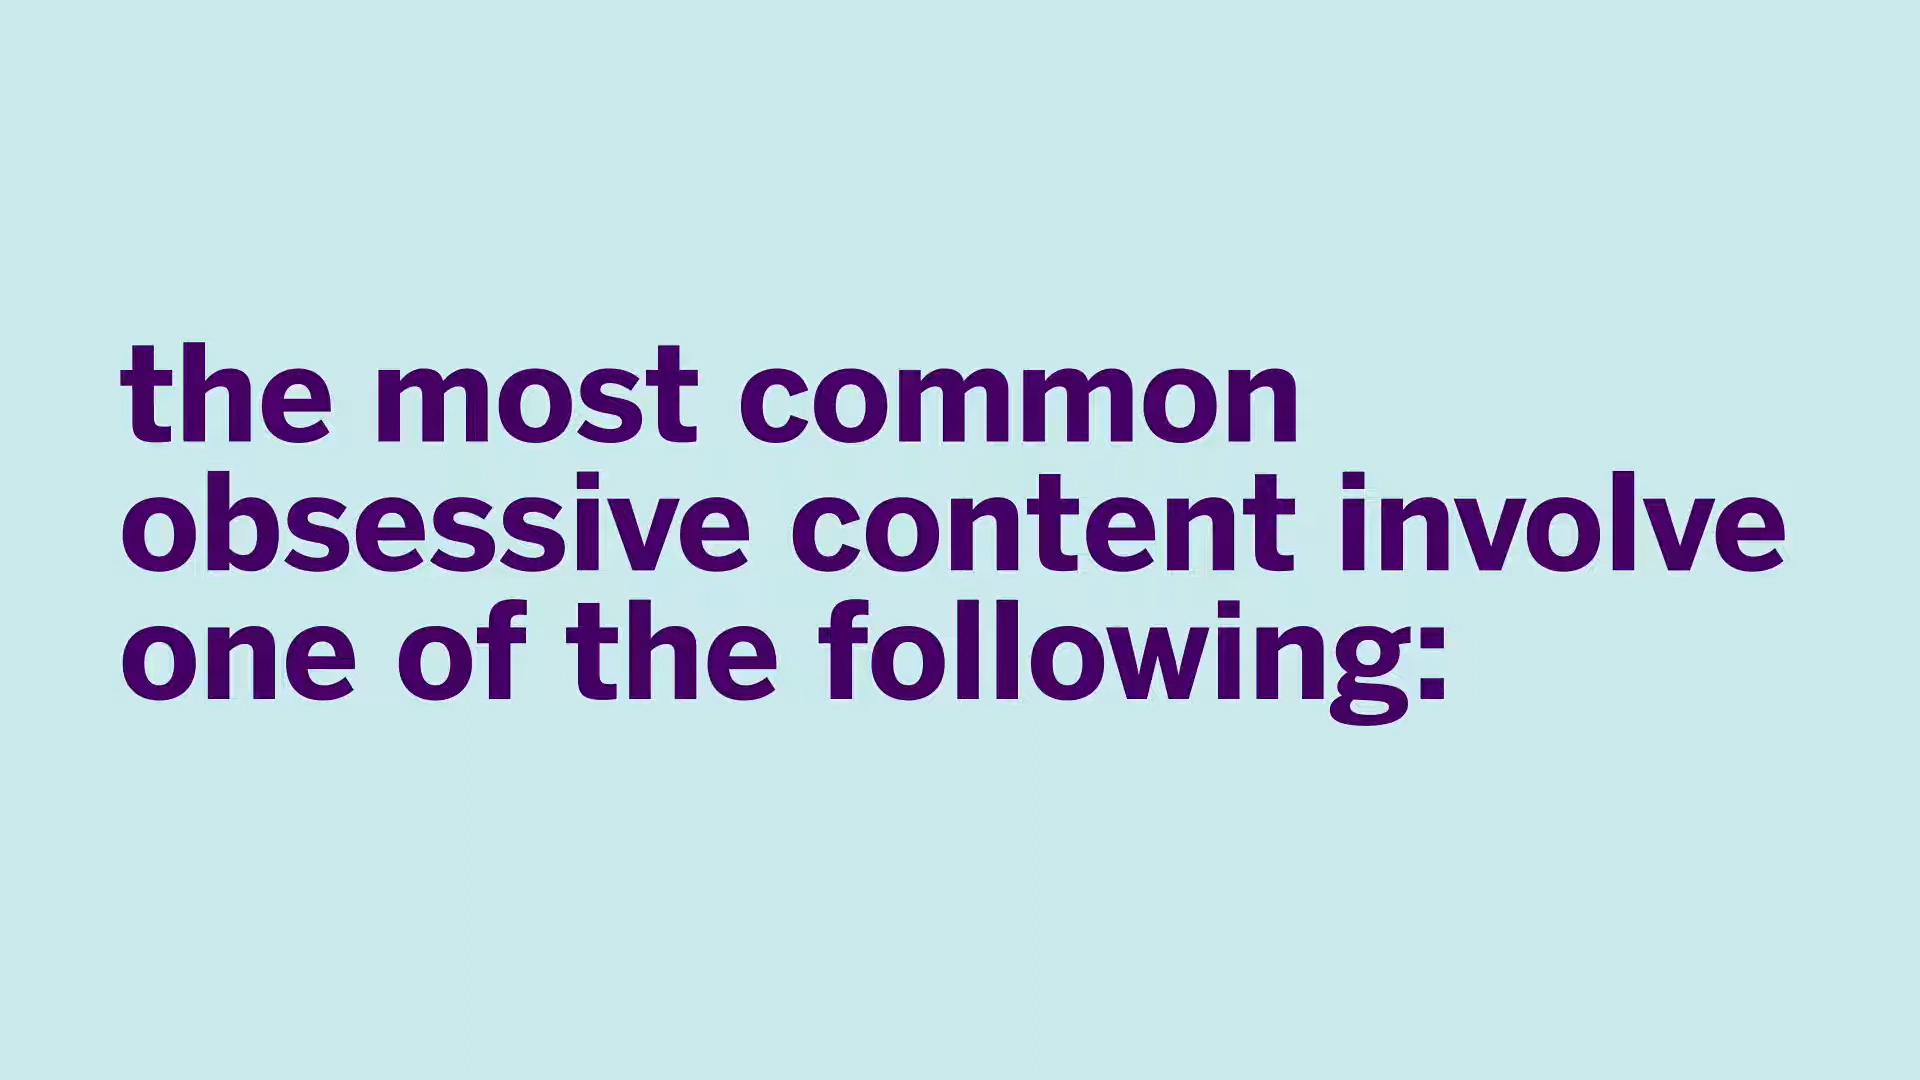 the most common
obsessive content involve
one of the following: